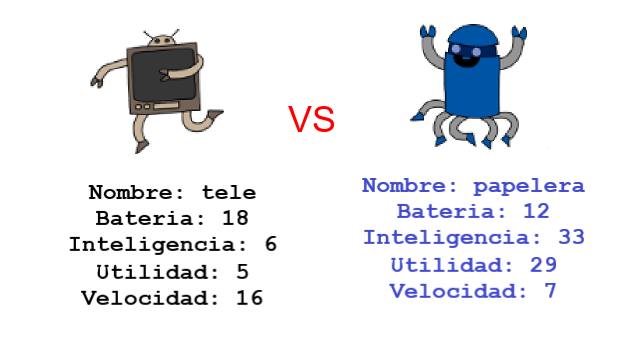 VS
Nombre: tele
Bateria: 18
Inteligencia: 6
Utilidad: 5
Velocidad: 16
Nombre: papelera
Bateria: 12
Inteligencia: 33
Utilidad: 29
Velocidad: 7